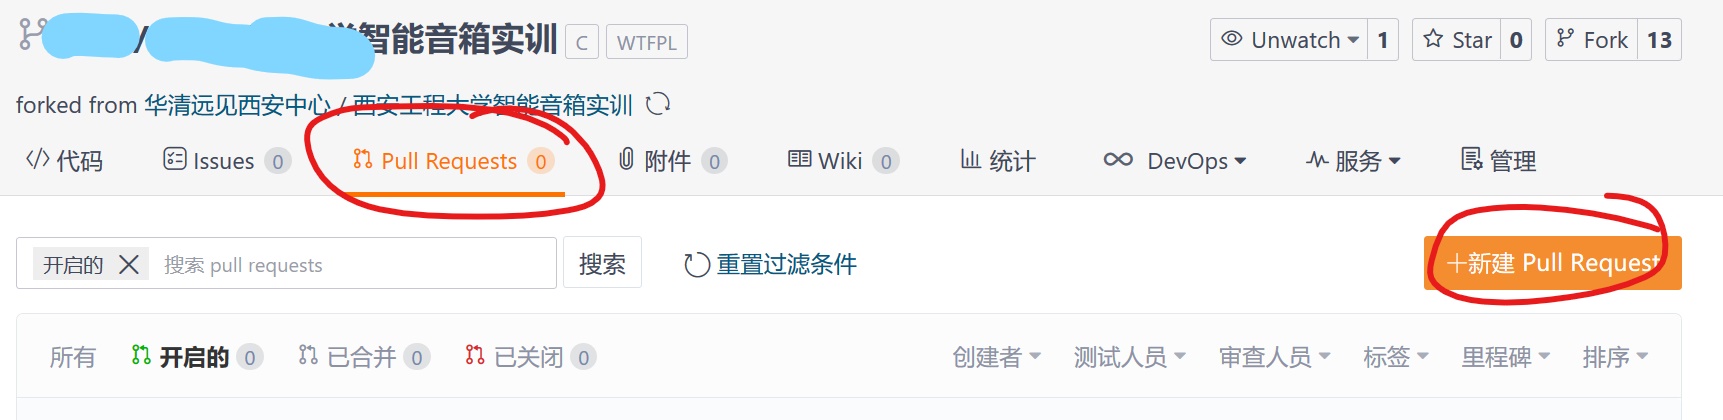 /智能音箱实训 C WTFPL Unwatch 1 Star 0 Fork 13
forked from 华清远见西安中心 / 西安工程大学智能音箱实训
代码 Issues 0 Pull Requests 0 附件 0 Wiki 0 统计 DevOps 服务 管理
开启的 搜索 pull requests 搜索 重置过滤条件 +新建 Pull Request
所有 开启的 0 已合并 0 已关闭 0 创建者 测试人员 审查人员 标签 里程碑 排序